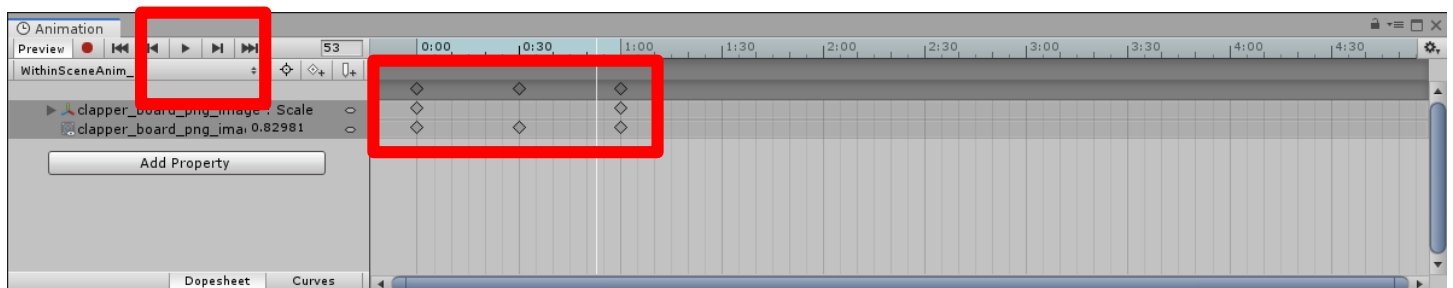 Animation
Preview 53 0:00 0:30 1:00 1:30 2:00 2:30 3:00 3:30 4:00 4:30
WithinSceneAnim_
clapper_board_png_image : Scale
clapper_board_png_ima 0.82981
Add Property
Dopesheet Curves